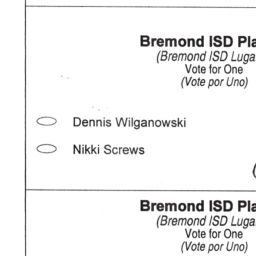 Bremond ISD Pla
(Bremond ISD Luga
Vote for One
(Vote por Uno)
Dennis Wilganowski
Nikki Screws
Bremond ISD Pla
(Bremond ISD Luga
Vote for One
(Vote por Uno)